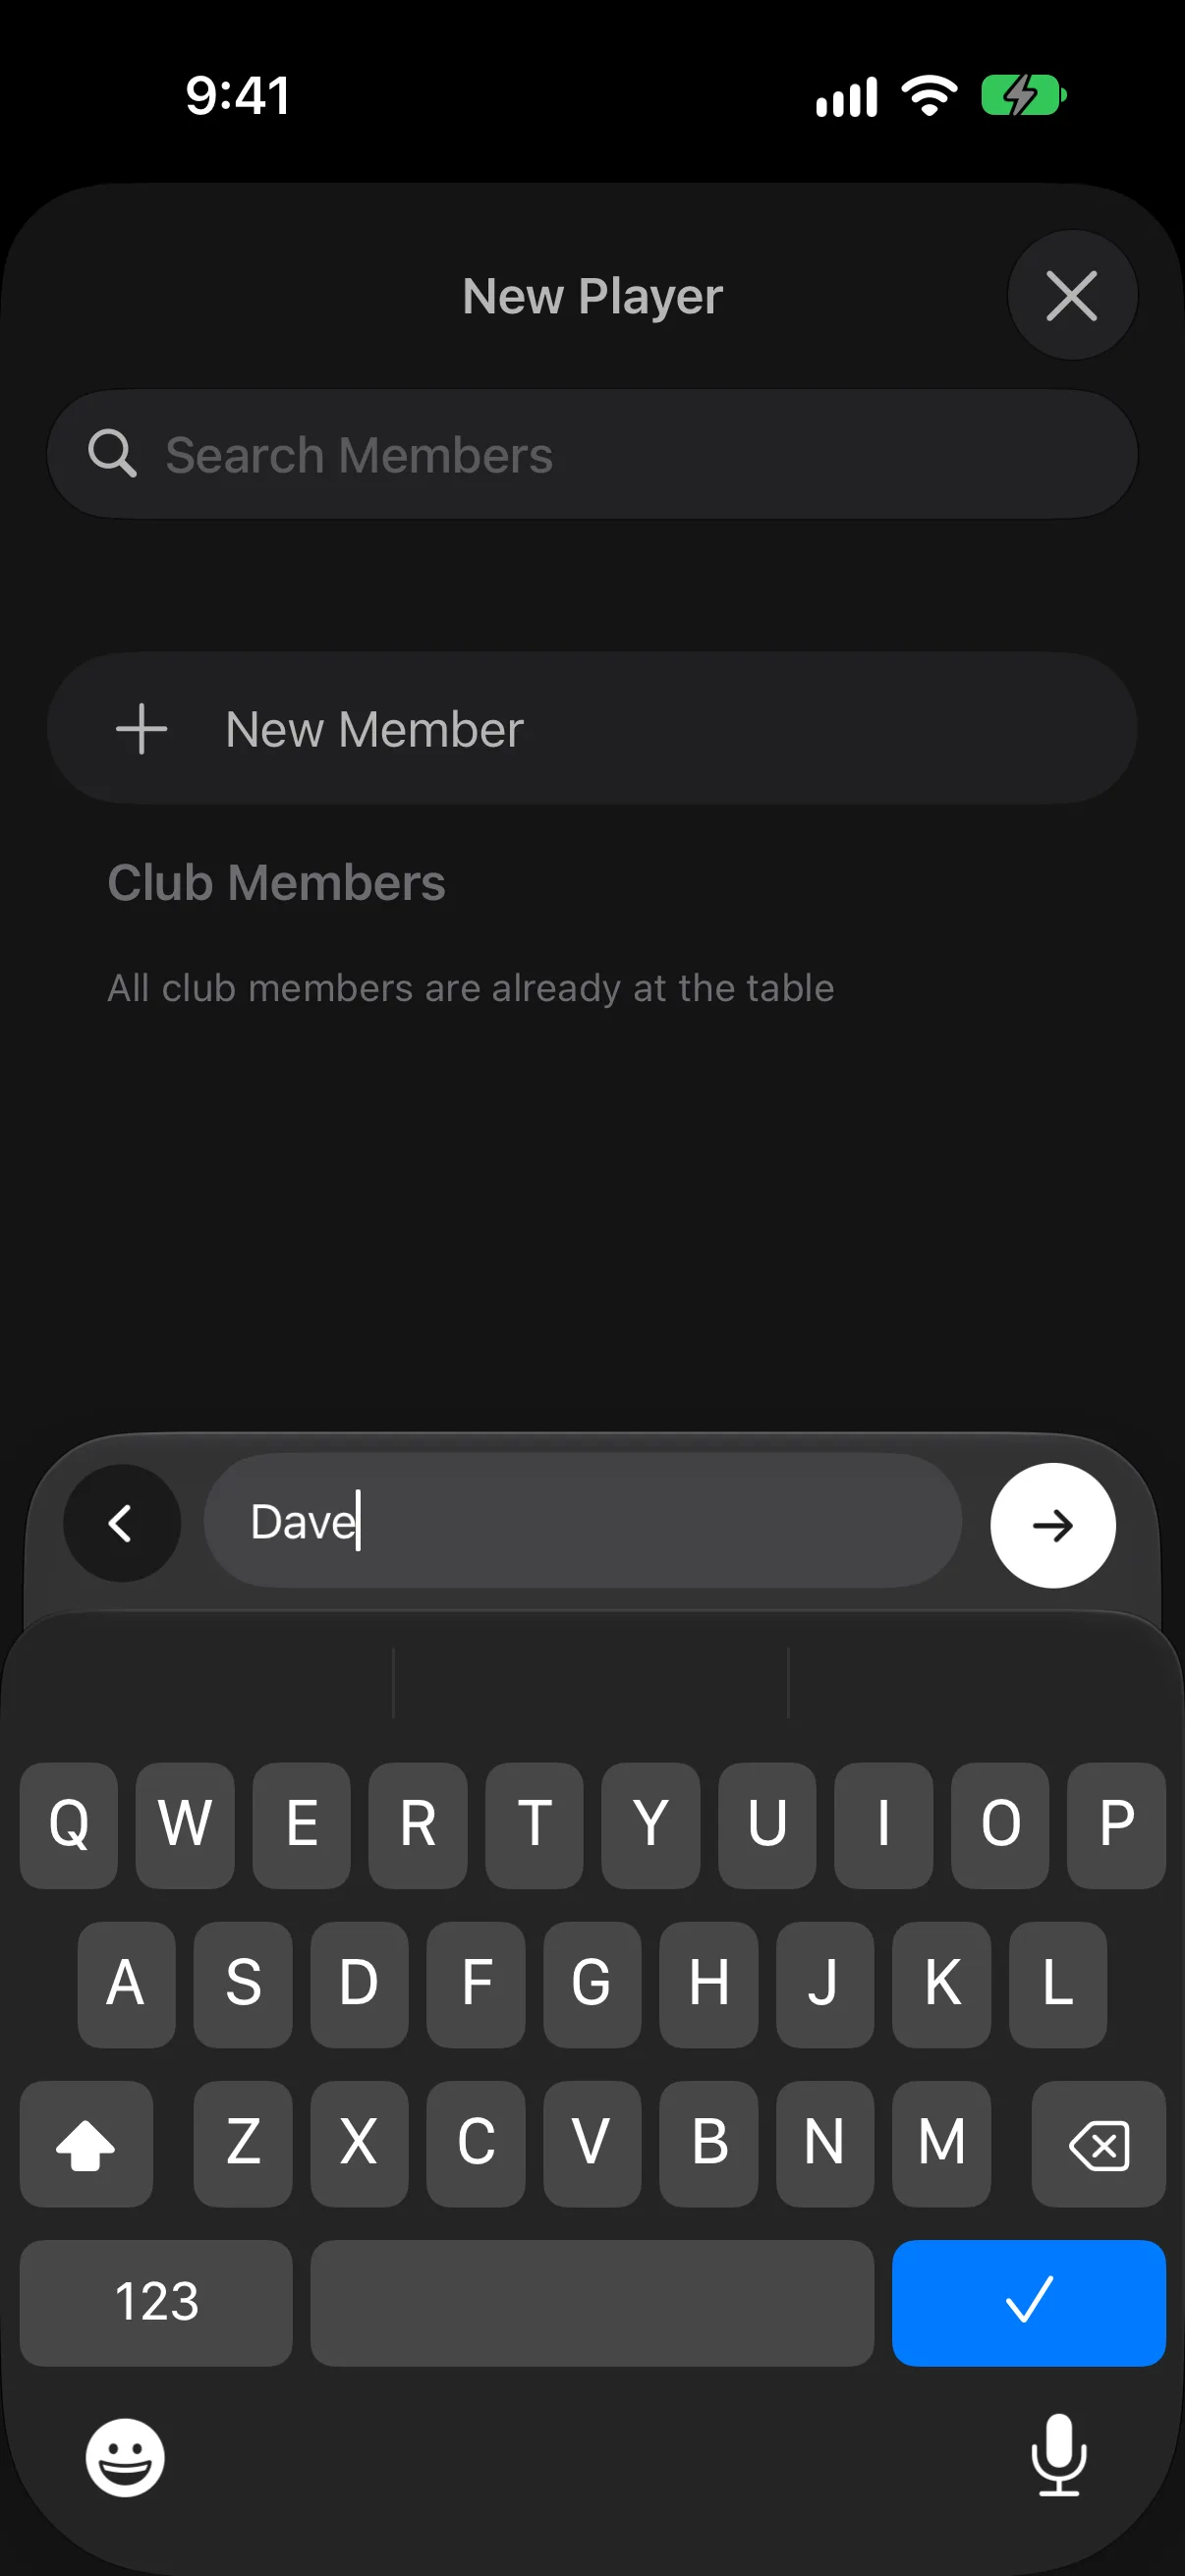 9:41
New Player
Search Members
New Member
Club Members
All club members are already at the table
Dave
Q W E R T Y U I O P
A S D F G H J K L
Z X C V B N M
123